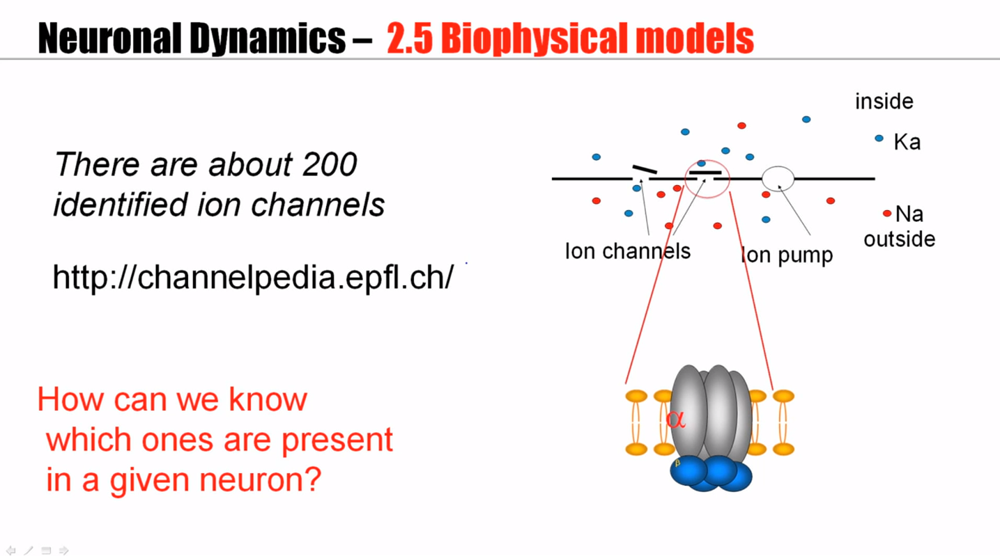 Neuronal Dynamics – 2.5 Biophysical models
There are about 200
identified ion channels
http://channelpedia.epfl.ch/
How can we know
which ones are present
in a given neuron?
inside
Ka
Na
outside
Ion channels
Ion pump
α
β